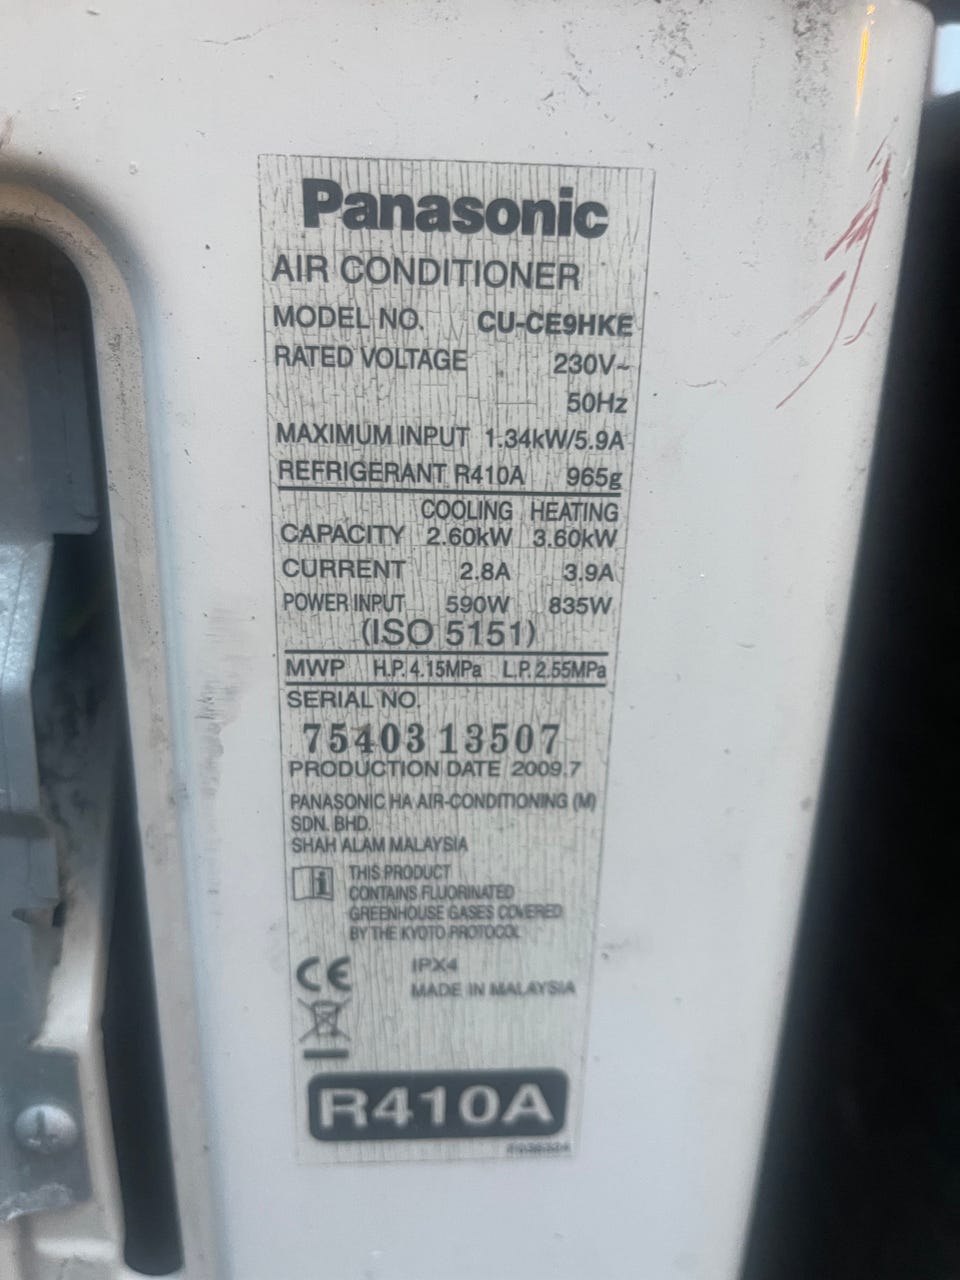 Panasonic
AIR CONDITIONER
MODEL NO. CU-CE9HKE
RATED VOLTAGE 230V~
50Hz
MAXIMUM INPUT 1.34kW/5.9A
REFRIGERANT R410A 965g
COOLING HEATING
CAPACITY 2.60kW 3.60kW
CURRENT 2.8A 3.9A
POWER INPUT 590W 835W
(ISO 5151)
MWP H.P. 4.15MPa L.P. 2.55MPa
SERIAL NO.
75403 13507
PRODUCTION DATE 2009.7
PANASONIC HA AIR-CONDITIONING (M)
SDN. BHD.
SHAH ALAM MALAYSIA
i THIS PRODUCT
CONTAINS FLUORINATED
GREENHOUSE GASES COVERED
BY THE KYOTO PROTOCOL
CE IPX4
MADE IN MALAYSIA
R410A